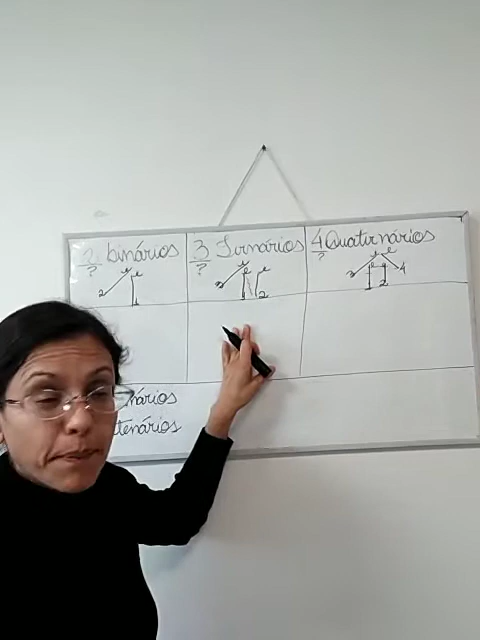 2 binários
?
2 e e
1
3 Ternários
?
3 e e e
1 2
4 Quaternários
?
3 e e e e 4
1 2
nários
tenários